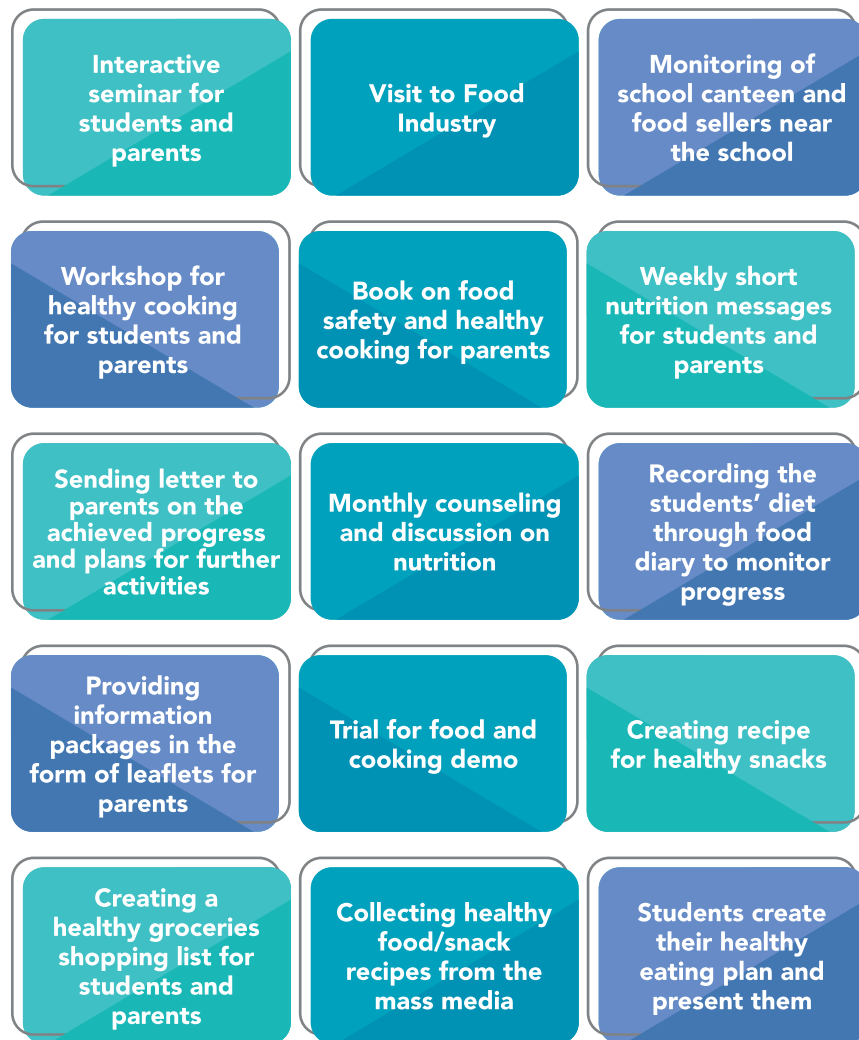 Interactive
seminar for
students and
parents
Visit to Food
Industry
Monitoring of
school canteen and
food sellers near
the school
Workshop for
healthy cooking
for students and
parents
Book on food
safety and healthy
cooking for parents
Weekly short
nutrition messages
for students and
parents
Sending letter to
parents on the
achieved progress
and plans for further
activities
Monthly counseling
and discussion on
nutrition
Recording the
students’ diet
through food
diary to monitor
progress
Providing
information
packages in the
form of leaflets for
parents
Trial for food and
cooking demo
Creating recipe
for healthy snacks
Creating a
healthy groceries
shopping list for
students and
parents
Collecting healthy
food/snack
recipes from the
mass media
Students create
their healthy
eating plan and
present them